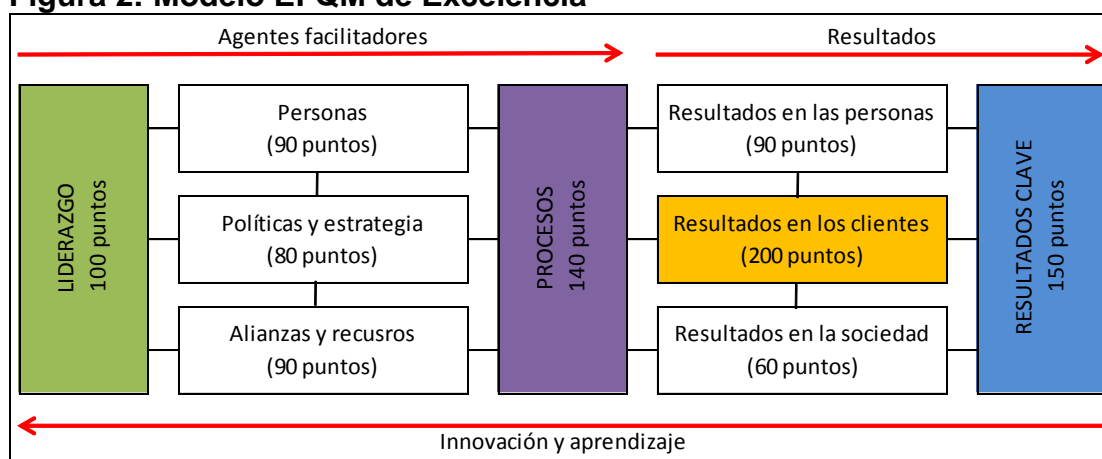 Figura 2: Modelo EFQM de Excelencia
Agentes facilitadores
Resultados
LIDERAZGO
100 puntos
Personas
(90 puntos)
Políticas y estrategia
(80 puntos)
Alianzas y recusros
(90 puntos)
PROCESOS
140 puntos
Resultados en las personas
(90 puntos)
Resultados en los clientes
(200 puntos)
Resultados en la sociedad
(60 puntos)
RESULTADOS CLAVE
150 puntos
Innovación y aprendizaje